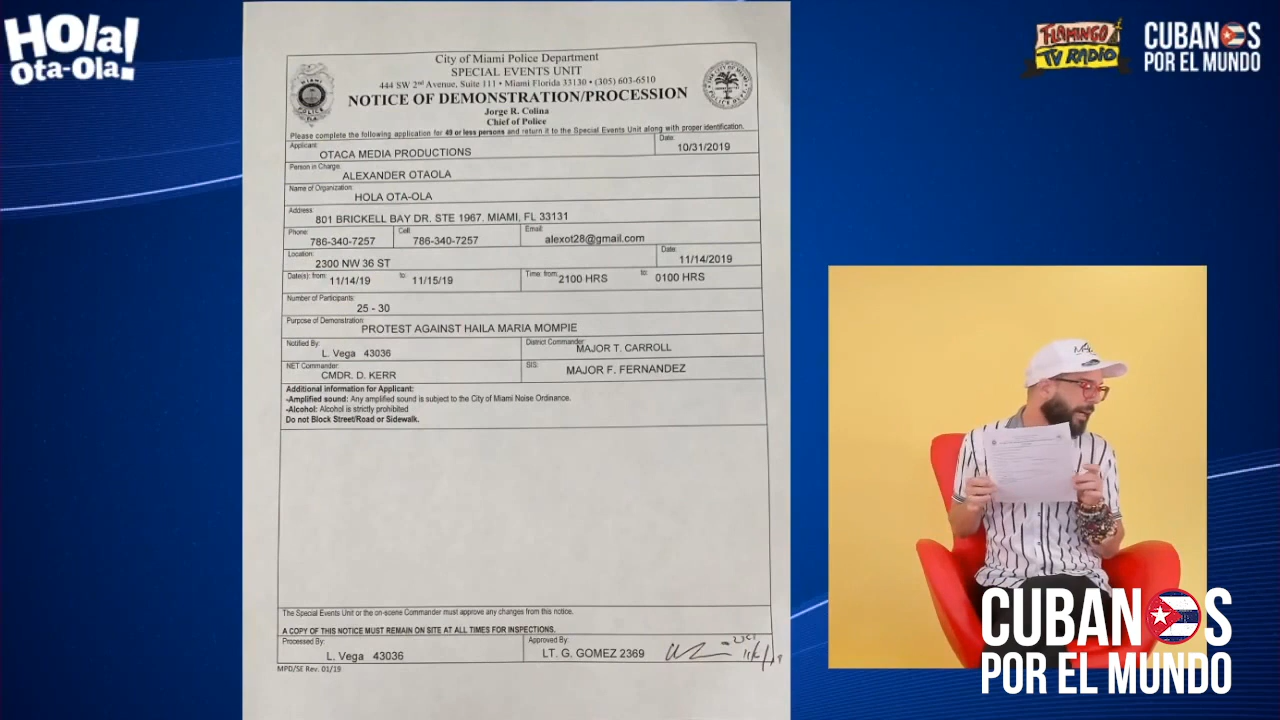 Hola!
Ota-Ola!
FLAMINGO
TV RADIO
CUBANOS
POR EL MUNDO
City of Miami Police Department
SPECIAL EVENTS UNIT
444 SW 2nd Avenue, Suite 111 • Miami Florida 33130 • (305) 603-6510
NOTICE OF DEMONSTRATION/PROCESSION
Jorge R. Colina
Chief of Police
Please complete the following application for 49 or less persons and return it to the Special Events Unit along with proper identification.
Applicant: OTACA MEDIA PRODUCTIONS Date: 10/31/2019
Person in Charge: ALEXANDER OTAOLA
Name of Organization: HOLA OTA-OLA
Address: 801 BRICKELL BAY DR. STE 1967. MIAMI, FL 33131
Phone: 786-340-7257 Cell: 786-340-7257 Email: alexot28@gmail.com
Location: 2300 NW 36 ST Date: 11/14/2019
Date(s): from: 11/14/19 to: 11/15/19 Time: from: 2100 HRS to: 0100 HRS
Number of Participants: 25 - 30
Purpose of Demonstration: PROTEST AGAINST HAILA MARIA MOMPIE
Notified By: L. Vega 43036 District Commander: MAJOR T. CARROLL
NET Commander: CMDR. D. KERR SIS: MAJOR F. FERNANDEZ
Additional information for Applicant:
-Amplified sound: Any amplified sound is subject to the City of Miami Noise Ordinance.
-Alcohol: Alcohol is strictly prohibited
Do not Block Street/Road or Sidewalk.
The Special Events Unit or the on-scene Commander must approve any changes from this notice.
A COPY OF THIS NOTICE MUST REMAIN ON SITE AT ALL TIMES FOR INSPECTIONS.
Processed By: L. Vega 43036 Approved By: LT. G. GOMEZ 2369
MPD/SE Rev. 01/19
CUBANOS
POR EL MUNDO